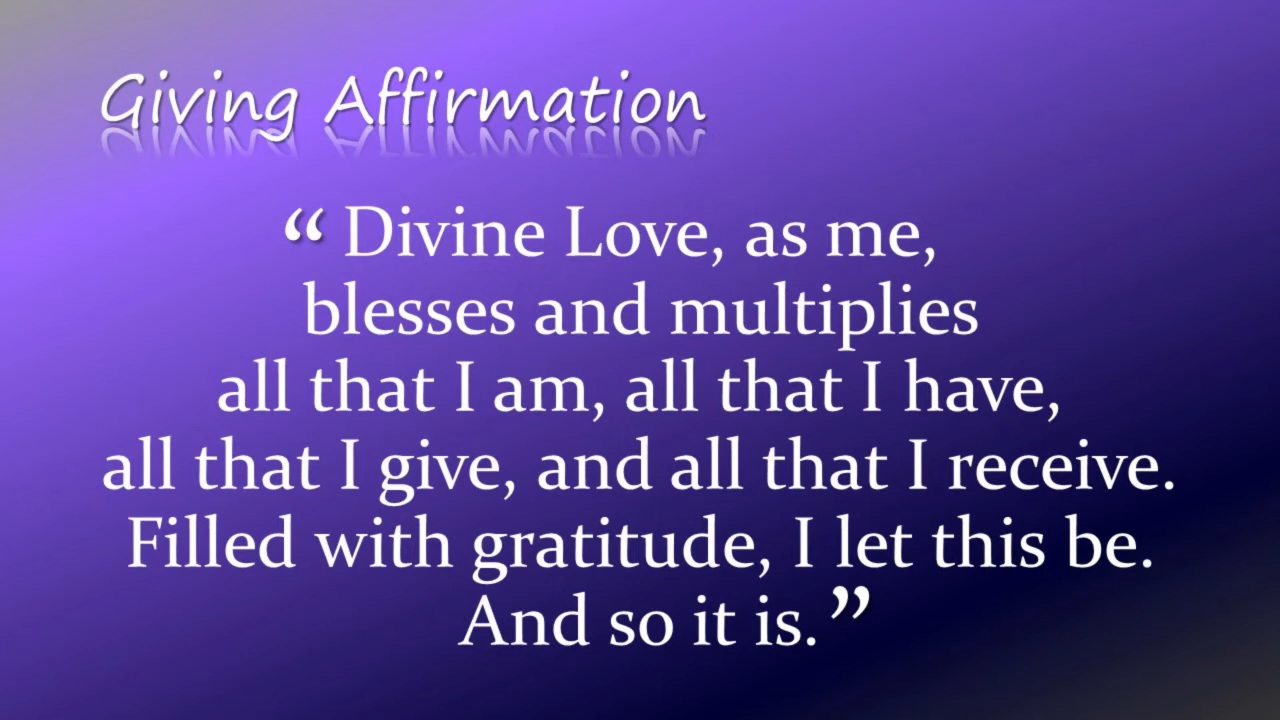 Giving Affirmation
“ Divine Love, as me,
blesses and multiplies
all that I am, all that I have,
all that I give, and all that I receive.
Filled with gratitude, I let this be.
And so it is. ”